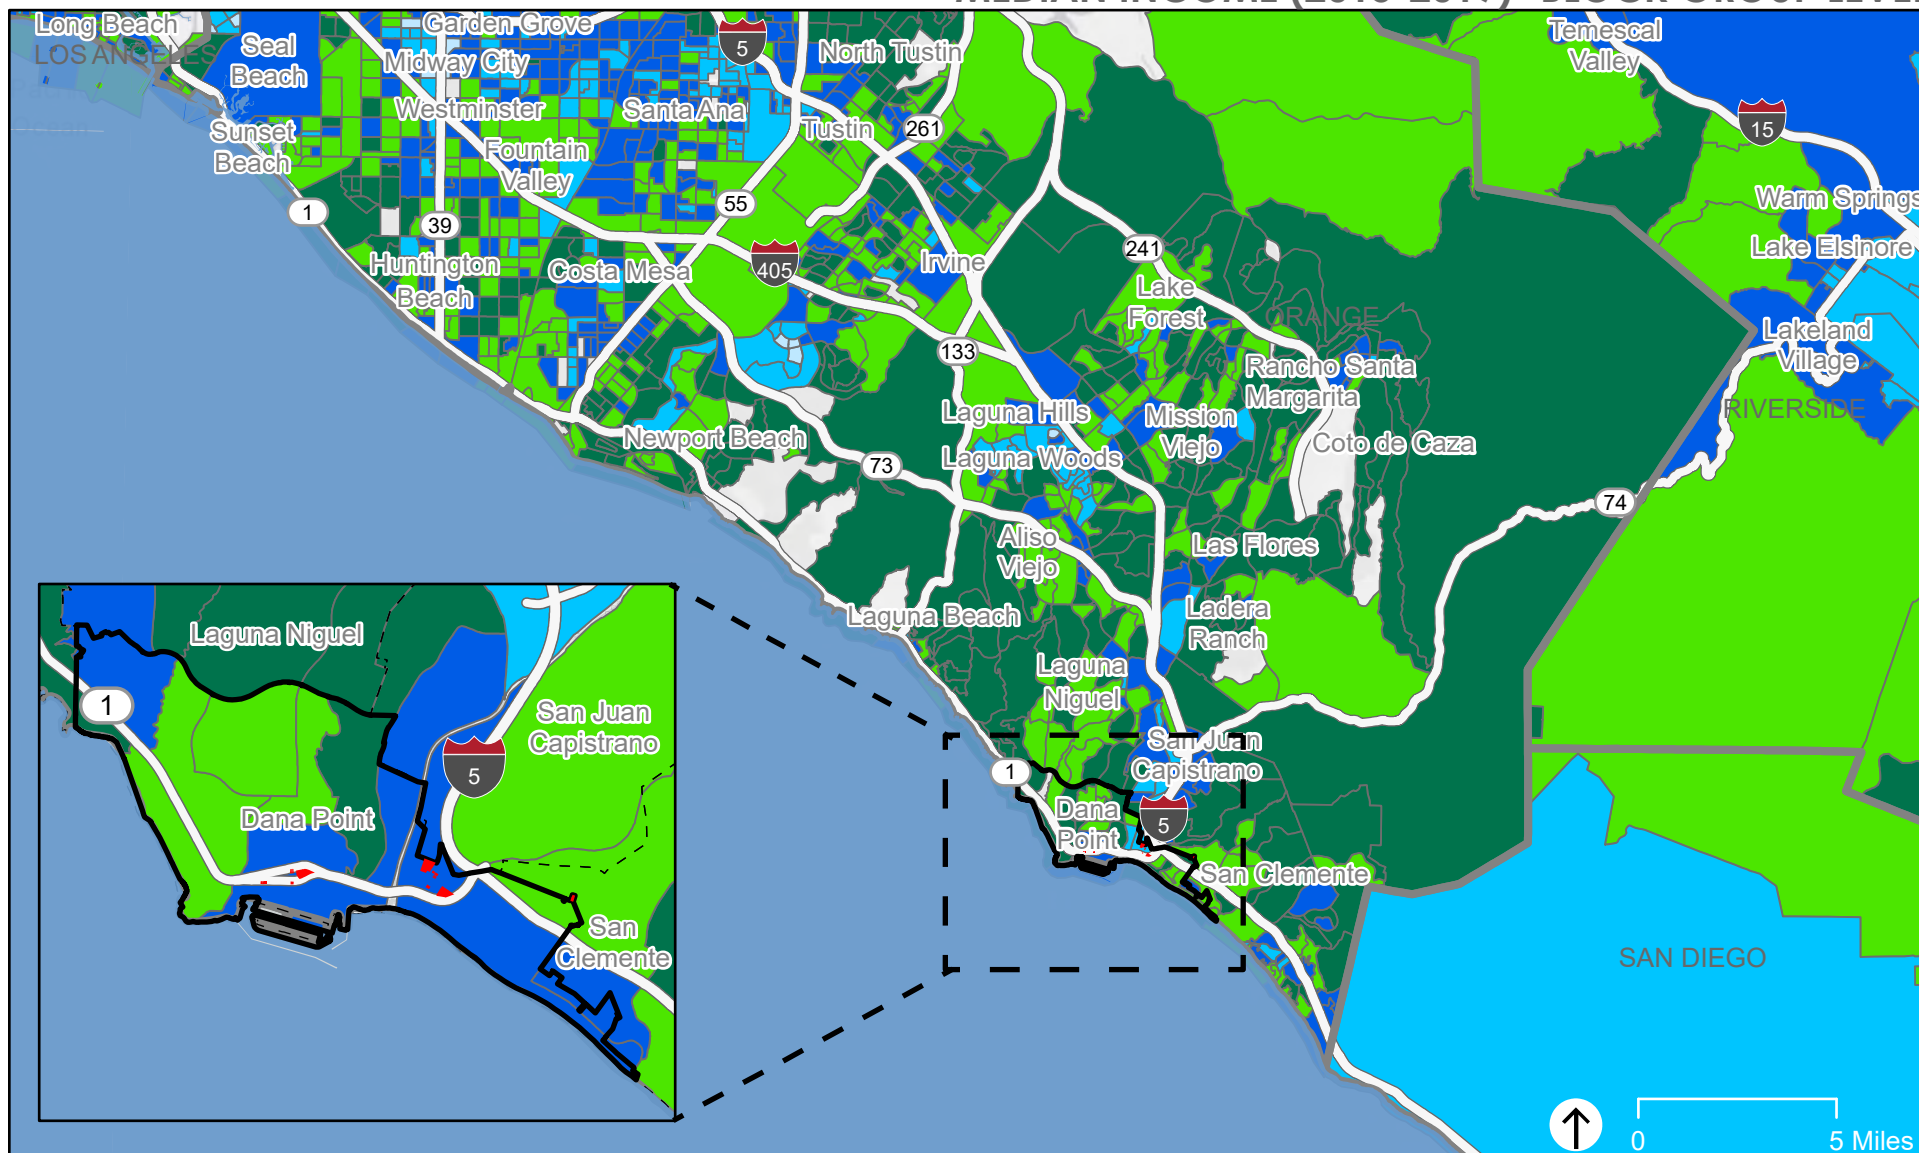 Long Beach
LOS ANGELES
Seal
Beach
Garden Grove
Midway City
Westminster
Sunset
Beach
Fountain
Valley
Santa Ana
5
North Tustin
Tustin
261
Temescal
Valley
15
Warm Springs
Lake Elsinore
Lakeland
Village
RIVERSIDE
1
39
55
405
Huntington
Beach
Costa Mesa
Irvine
241
Lake
Forest
ORANGE
133
Rancho Santa
Margarita
Laguna Hills
Mission
Viejo
Newport Beach
Laguna Woods
Coto de Caza
73
74
Aliso
Viejo
Las Flores
Laguna Beach
Ladera
Ranch
Laguna
Niguel
San Juan
Capistrano
1
Dana
Point
5
San Clemente
SAN DIEGO
Laguna Niguel
1
San Juan
Capistrano
5
Dana Point
San
Clemente
0 5 Miles